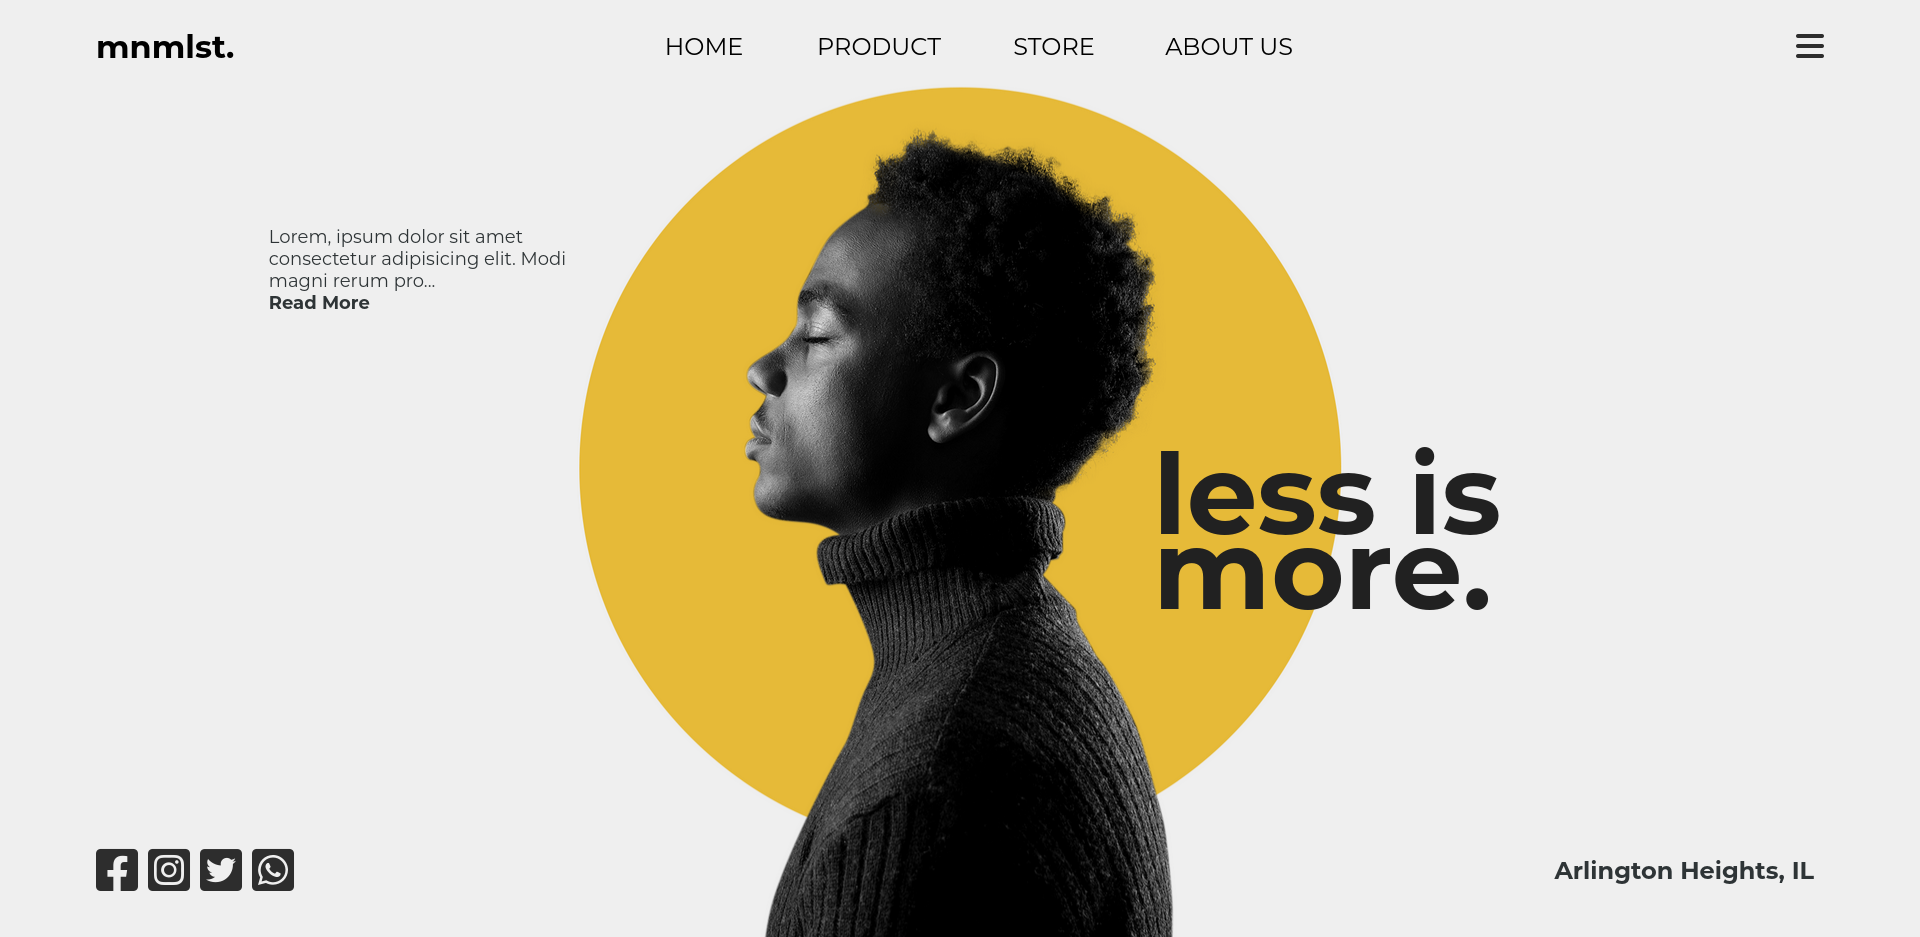 mnmlst.
HOME
PRODUCT
STORE
ABOUT US
Lorem, ipsum dolor sit amet
consectetur adipisicing elit. Modi
magni rerum pro...
Read More
less is
more.
Arlington Heights, IL